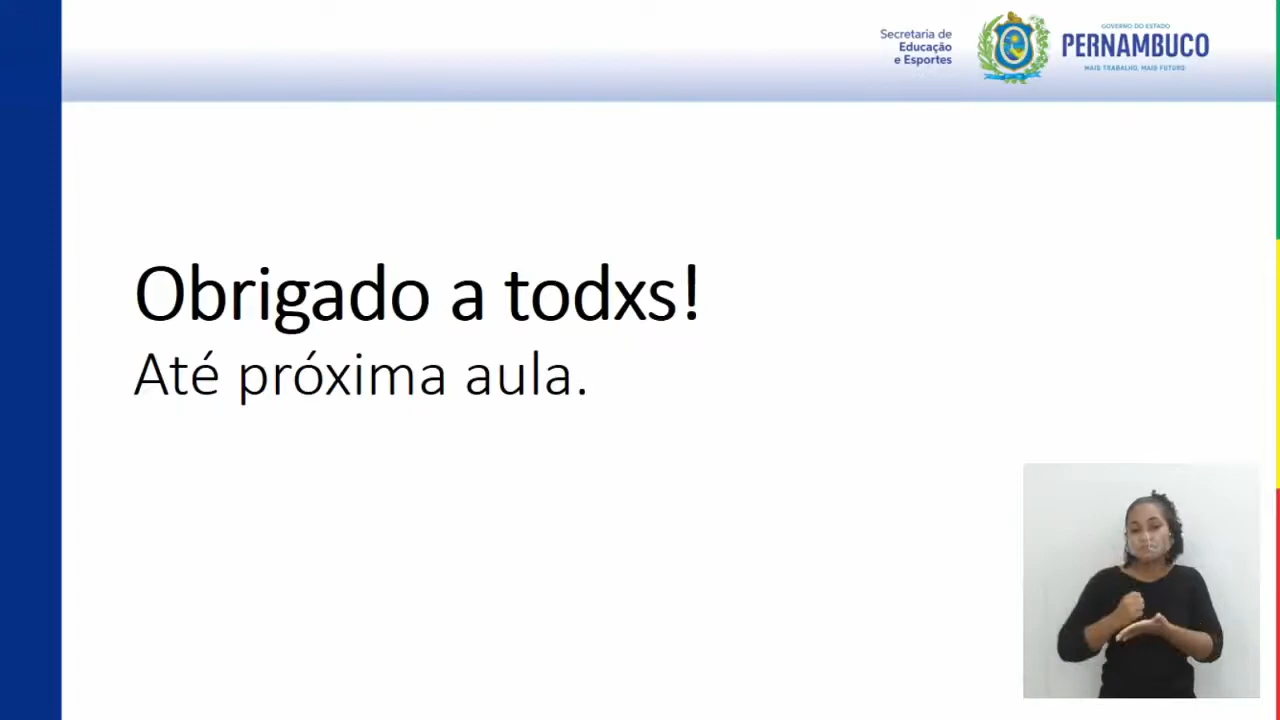 Secretaria de
Educação
e Esportes
GOVERNO DO ESTADO
PERNAMBUCO
MAIS TRABALHO, MAIS FUTURO
Obrigado a todxs!
Até próxima aula.